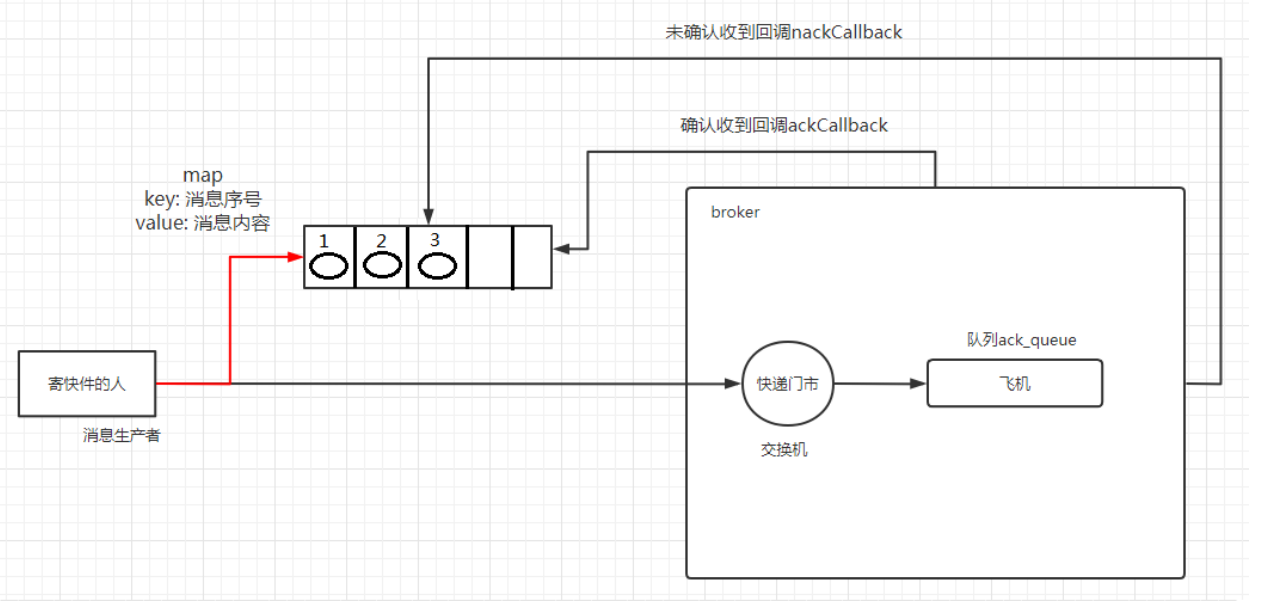 未确认收到回调nackCallback
确认收到回调ackCallback
map
key: 消息序号
value: 消息内容
broker
1 2 3
队列ack_queue
寄快件的人
快递门市
飞机
消息生产者
交换机